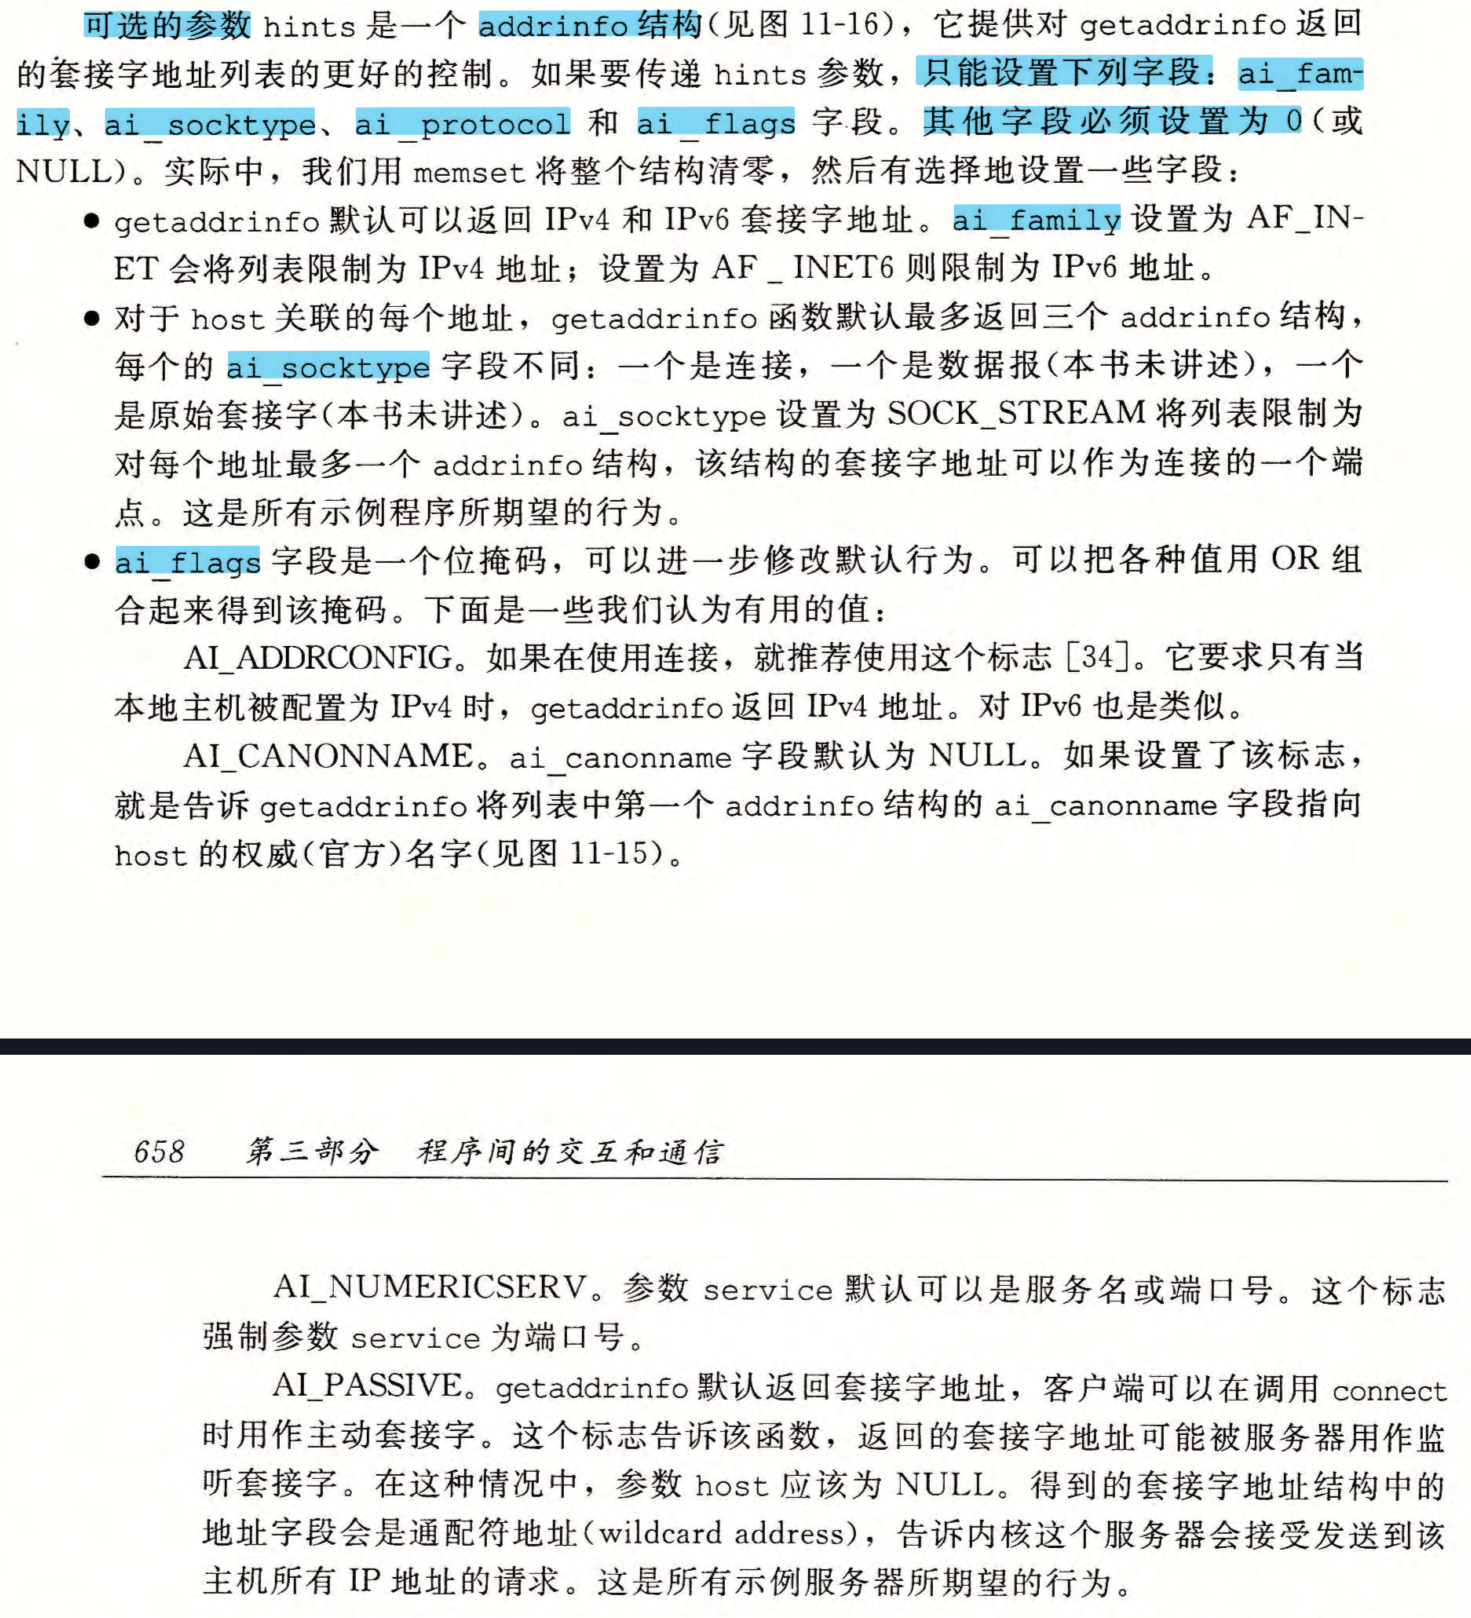 可选的参数 hints 是一个 addrinfo 结构(见图 11-16)，它提供对 getaddrinfo 返回
的套接字地址列表的更好的控制。如果要传递 hints 参数，只能设置下列字段：ai_fam-
ily、ai_socktype、ai_protocol 和 ai_flags 字段。其他字段必须设置为 0(或
NULL)。实际中，我们用 memset 将整个结构清零，然后有选择地设置一些字段：
● getaddrinfo 默认可以返回 IPv4 和 IPv6 套接字地址。ai_family 设置为 AF_IN-
ET 会将列表限制为 IPv4 地址；设置为 AF_INET6 则限制为 IPv6 地址。
● 对于 host 关联的每个地址，getaddrinfo 函数默认最多返回三个 addrinfo 结构，
每个的 ai_socktype 字段不同：一个是连接，一个是数据报(本书未讲述)，一个
是原始套接字(本书未讲述)。ai_socktype 设置为 SOCK_STREAM 将列表限制为
对每个地址最多一个 addrinfo 结构，该结构的套接字地址可以作为连接的一个端
点。这是所有示例程序所期望的行为。
● ai_flags 字段是一个位掩码，可以进一步修改默认行为。可以把各种值用 OR 组
合起来得到该掩码。下面是一些我们认为有用的值：
AI_ADDRCONFIG。如果在使用连接，就推荐使用这个标志[34]。它要求只有当
本地主机被配置为 IPv4 时，getaddrinfo 返回 IPv4 地址。对 IPv6 也是类似。
AI_CANONNAME。ai_canonname 字段默认为 NULL。如果设置了该标志，
就是告诉 getaddrinfo 将列表中第一个 addrinfo 结构的 ai_canonname 字段指向
host 的权威(官方)名字(见图 11-15)。
658 第三部分 程序间的交互和通信
AI_NUMERICSERV。参数 service 默认可以是服务名或端口号。这个标志
强制参数 service 为端口号。
AI_PASSIVE。getaddrinfo 默认返回套接字地址，客户端可以在调用 connect
时用作主动套接字。这个标志告诉该函数，返回的套接字地址可能被服务器用作监
听套接字。在这种情况中，参数 host 应该为 NULL。得到的套接字地址结构中的
地址字段会是通配符地址(wildcard address)，告诉内核这个服务器会接受发送到该
主机所有 IP 地址的请求。这是所有示例服务器所期望的行为。